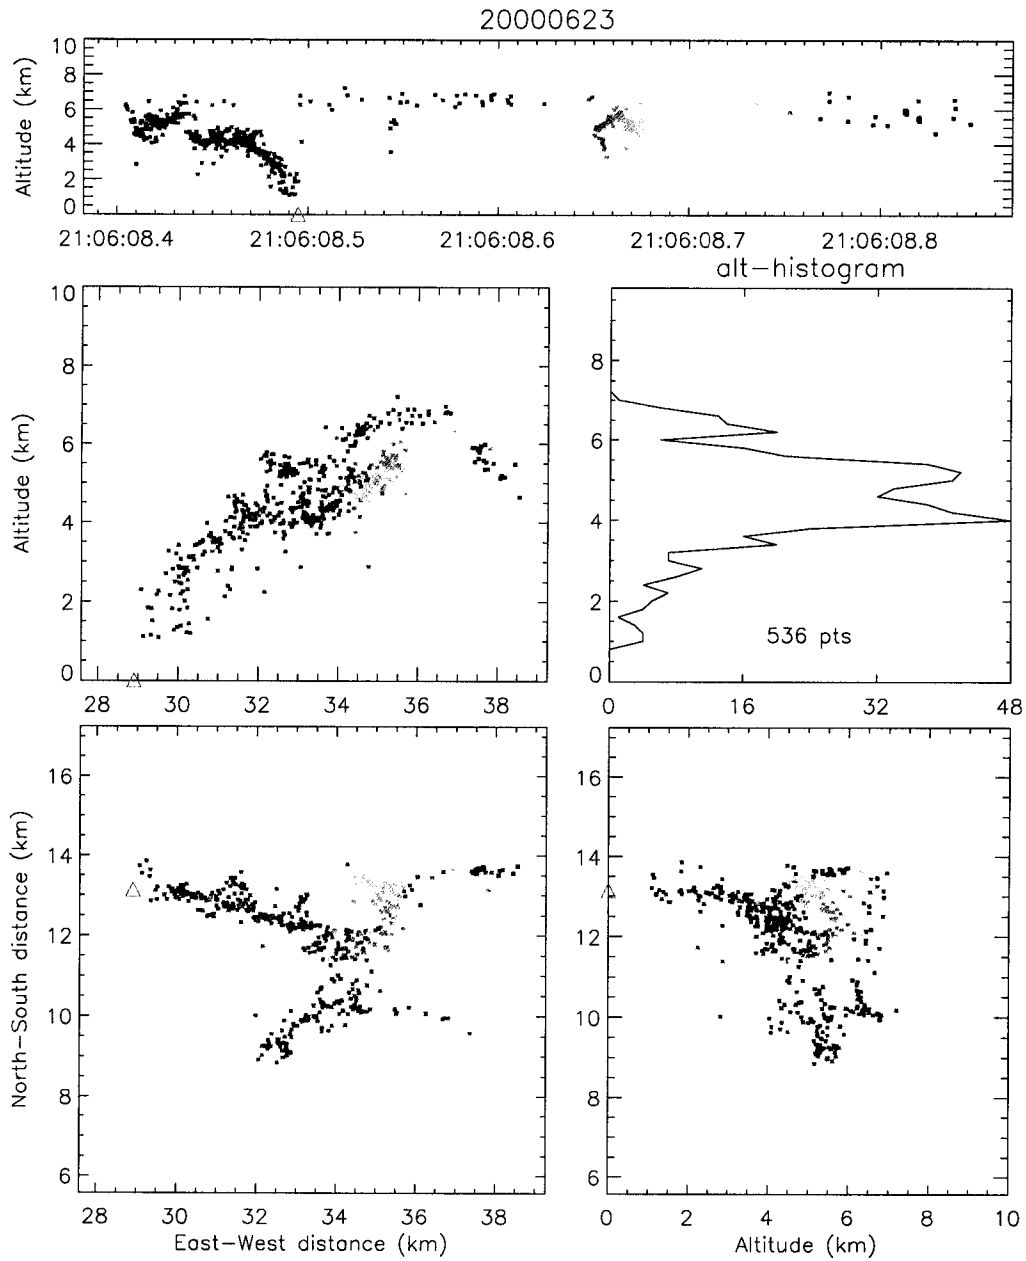 20000623
Altitude (km)
10
8
6
4
2
0
21:06:08.4 21:06:08.5 21:06:08.6 21:06:08.7 21:06:08.8
alt-histogram
Altitude (km)
10
8
6
4
2
0
28 30 32 34 36 38
8
6
4
2
0
536 pts
0 16 32 48
North-South distance (km)
16
14
12
10
8
6
28 30 32 34 36 38
East-West distance (km)
16
14
12
10
8
6
0 2 4 6 8 10
Altitude (km)